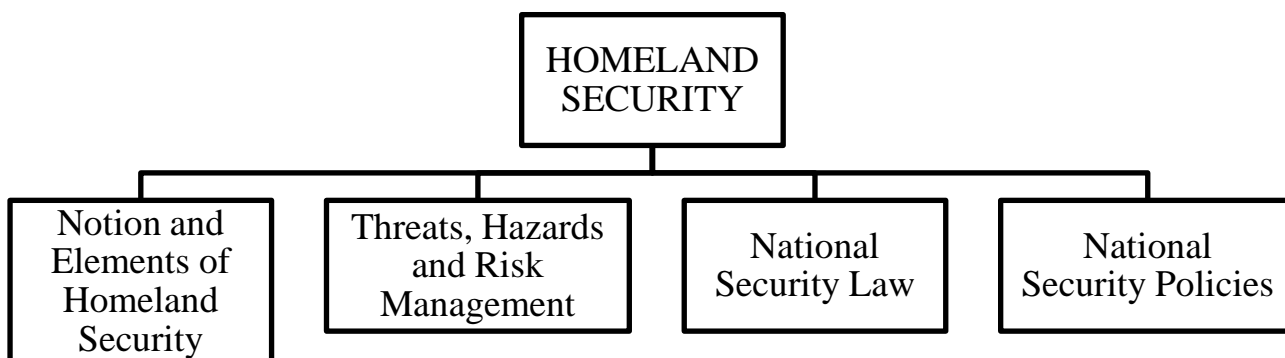 HOMELAND
SECURITY
Notion and
Elements of
Homeland
Security
Threats, Hazards
and Risk
Management
National
Security Law
National
Security Policies